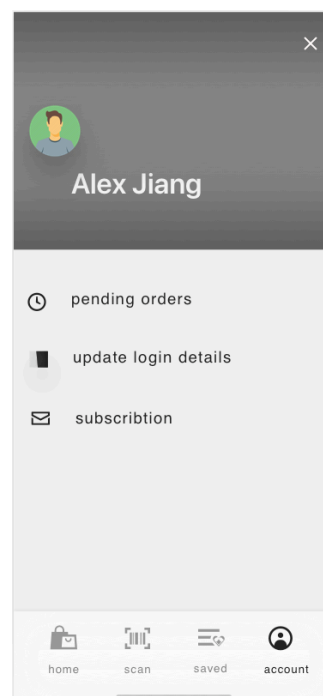 Alex Jiang
pending orders
update login details
subscribtion
home scan saved account